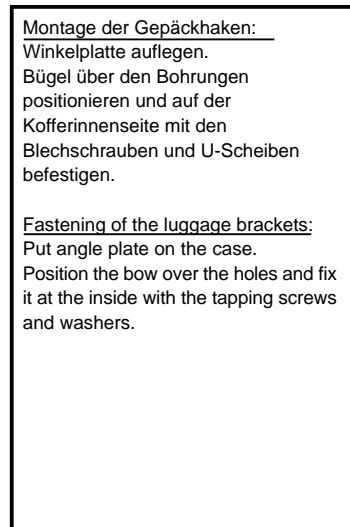 Montage der Gepäckhaken:
Winkelplatte auflegen.
Bügel über den Bohrungen
positionieren und auf der
Kofferinnenseite mit den
Blechschrauben und U-Scheiben
befestigen.
Fastening of the luggage brackets:
Put angle plate on the case.
Position the bow over the holes and fix
it at the inside with the tapping screws
and washers.